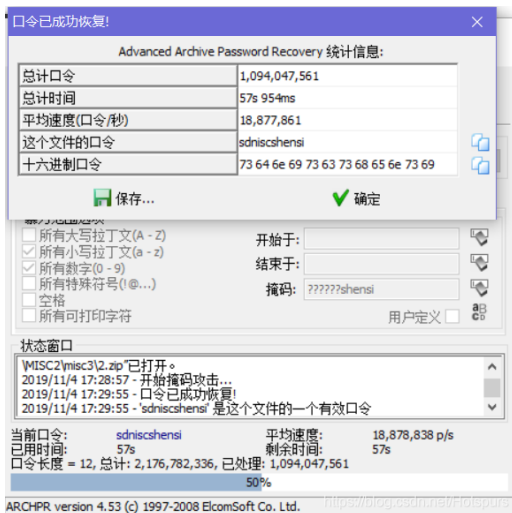 口令已成功恢复!
Advanced Archive Password Recovery 统计信息:
总计口令 1,094,047,561
总计时间 57s 954ms
平均速度(口令/秒) 18,877,861
这个文件的口令 sdniscshensi
十六进制口令 73 64 6e 69 73 63 73 68 65 6e 73 69
保存... 确定
所有大写拉丁文(A - Z)
所有小写拉丁文(a - z)
所有数字(0 - 9)
所有特殊符号(!@...)
空格
所有可打印字符
开始于:
结束于:
掩码: ??????shensi
用户定义
状态窗口
\MISC2\misc3\2.zip"已打开。
2019/11/4 17:28:57 - 开始掩码攻击...
2019/11/4 17:29:55 - 口令已成功恢复!
2019/11/4 17:29:55 - 'sdniscshensi' 是这个文件的一个有效口令
当前口令: sdniscshensi 平均速度: 18,878,838 p/s
已用时间: 57s 剩余时间: 57s
口令长度 = 12, 总计: 2,176,782,336, 已处理: 1,094,047,561
50%
ARCHPR version 4.53 (c) 1997-2008 ElcomSoft Co. Ltd.
https://blog.csdn.net/Hotspurs